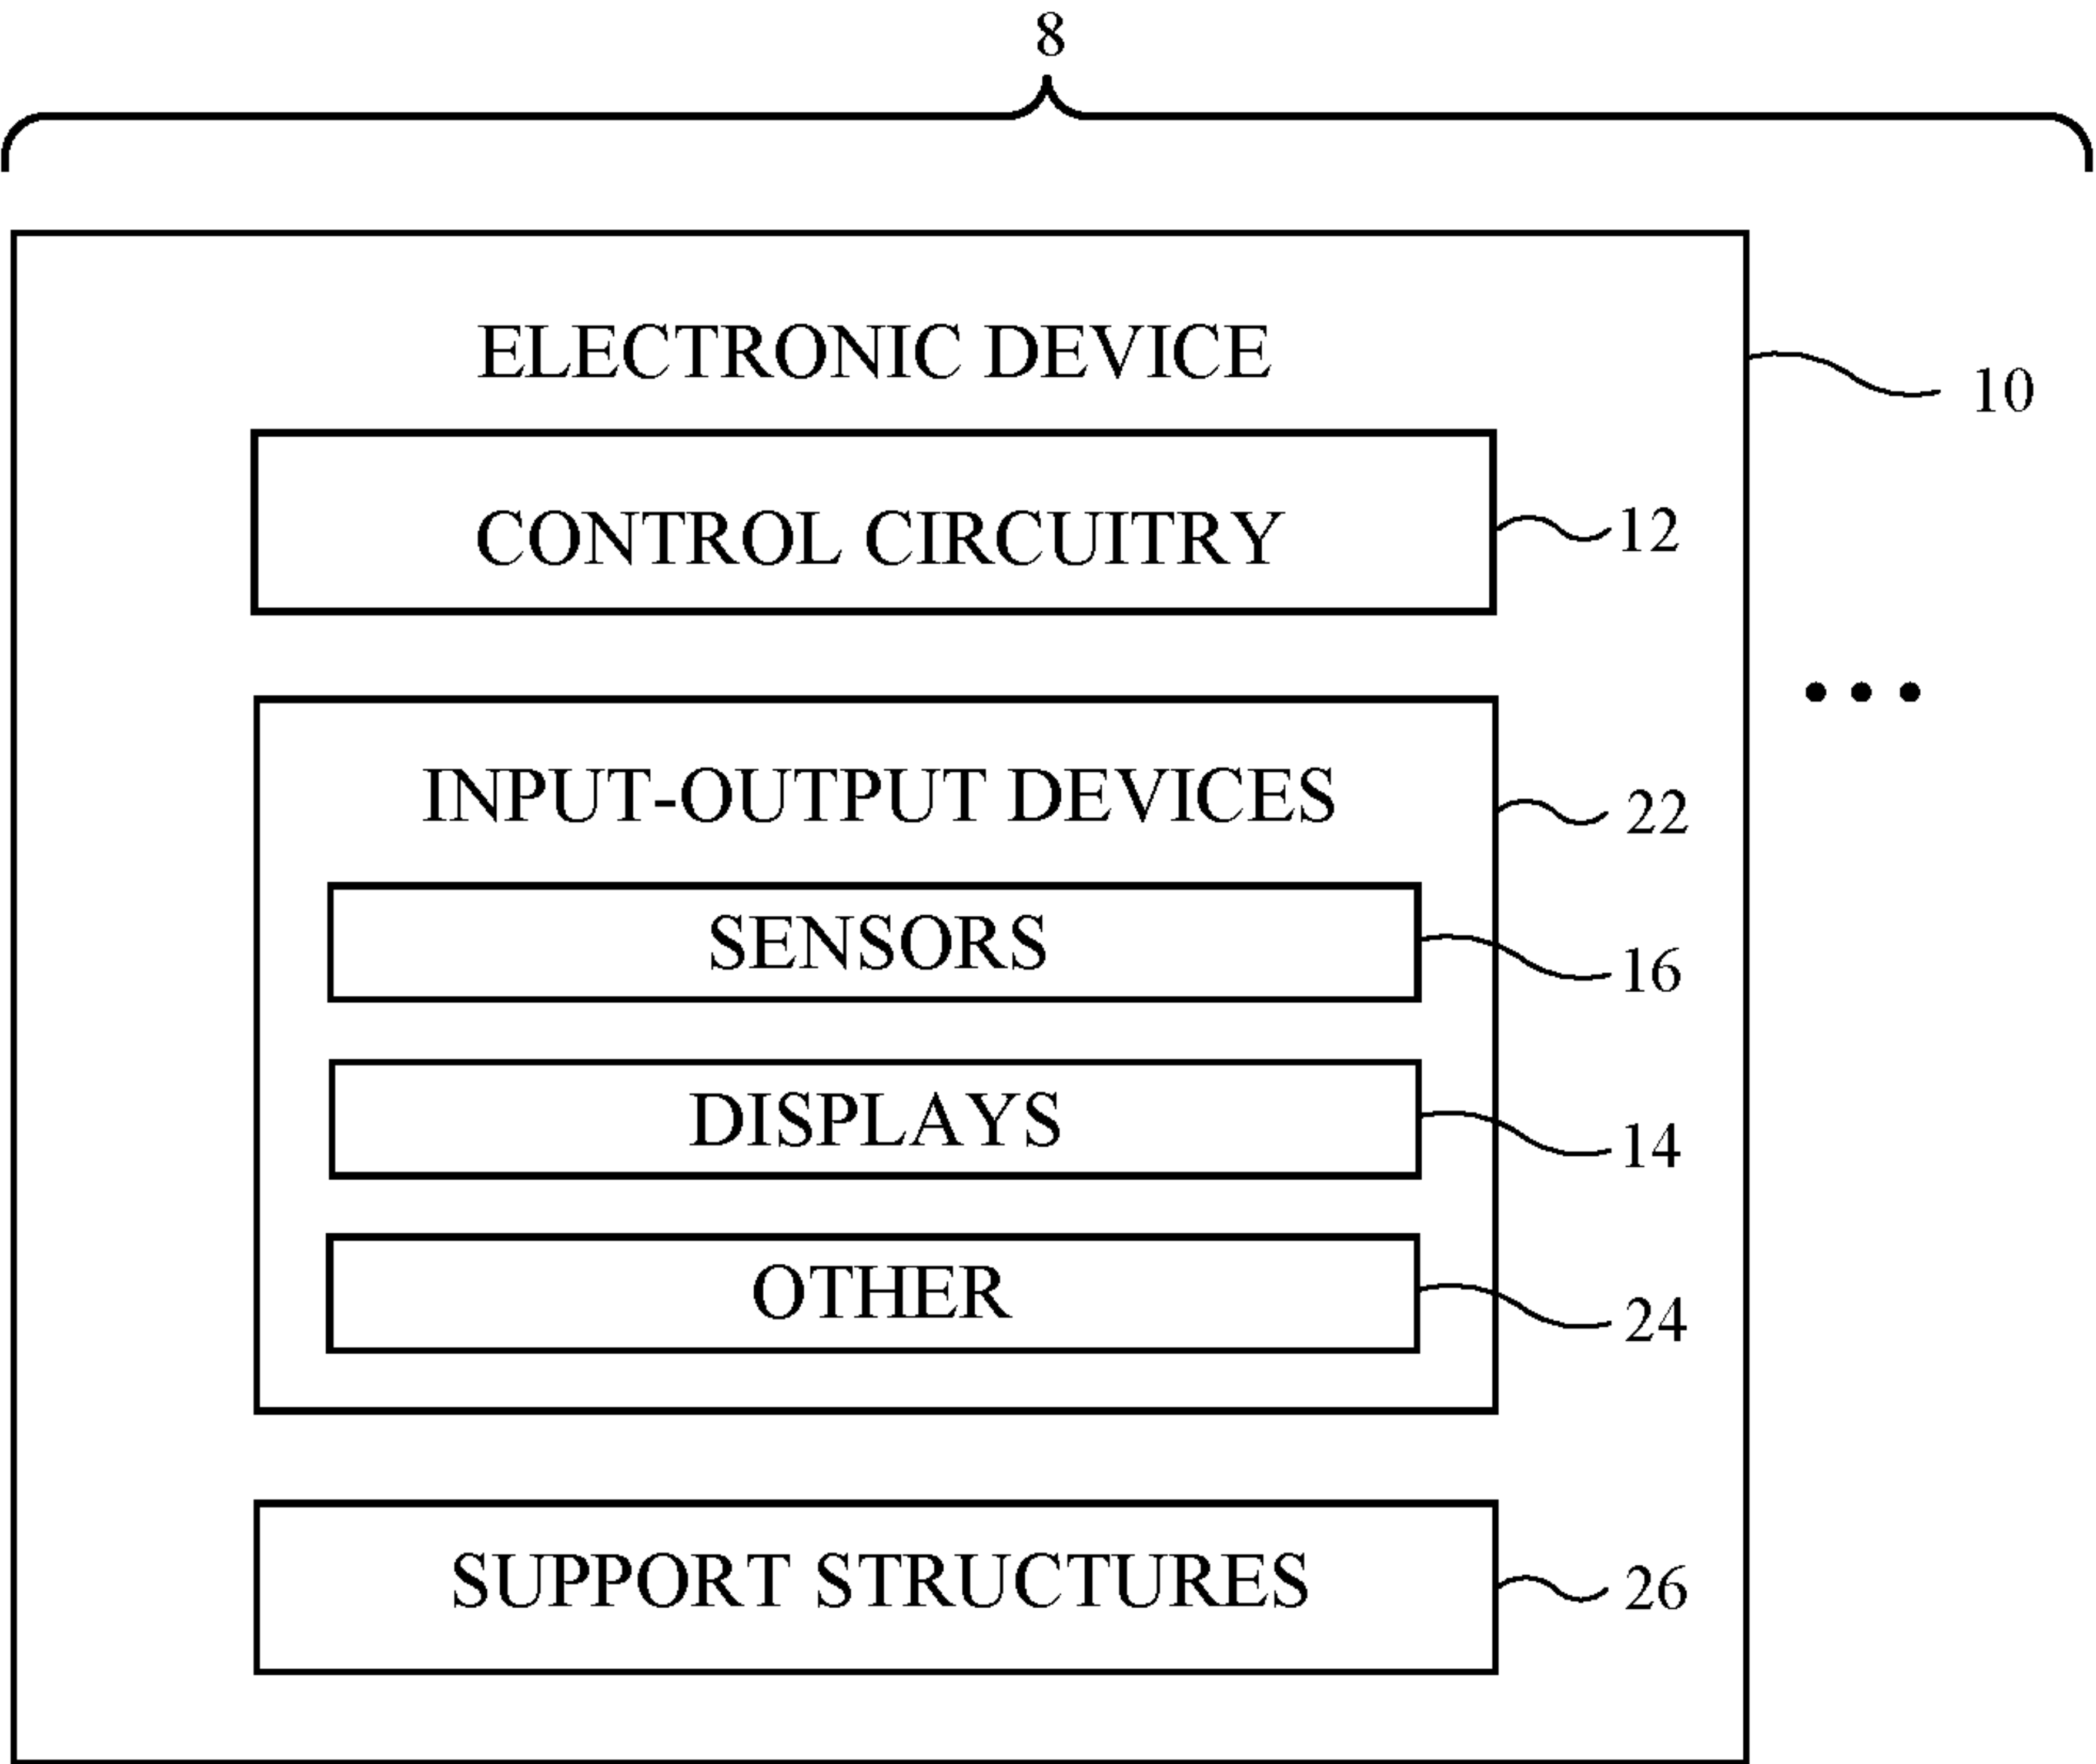 8
ELECTRONIC DEVICE
10
CONTROL CIRCUITRY
12
•••
INPUT-OUTPUT DEVICES
22
SENSORS
16
DISPLAYS
14
OTHER
24
SUPPORT STRUCTURES
26